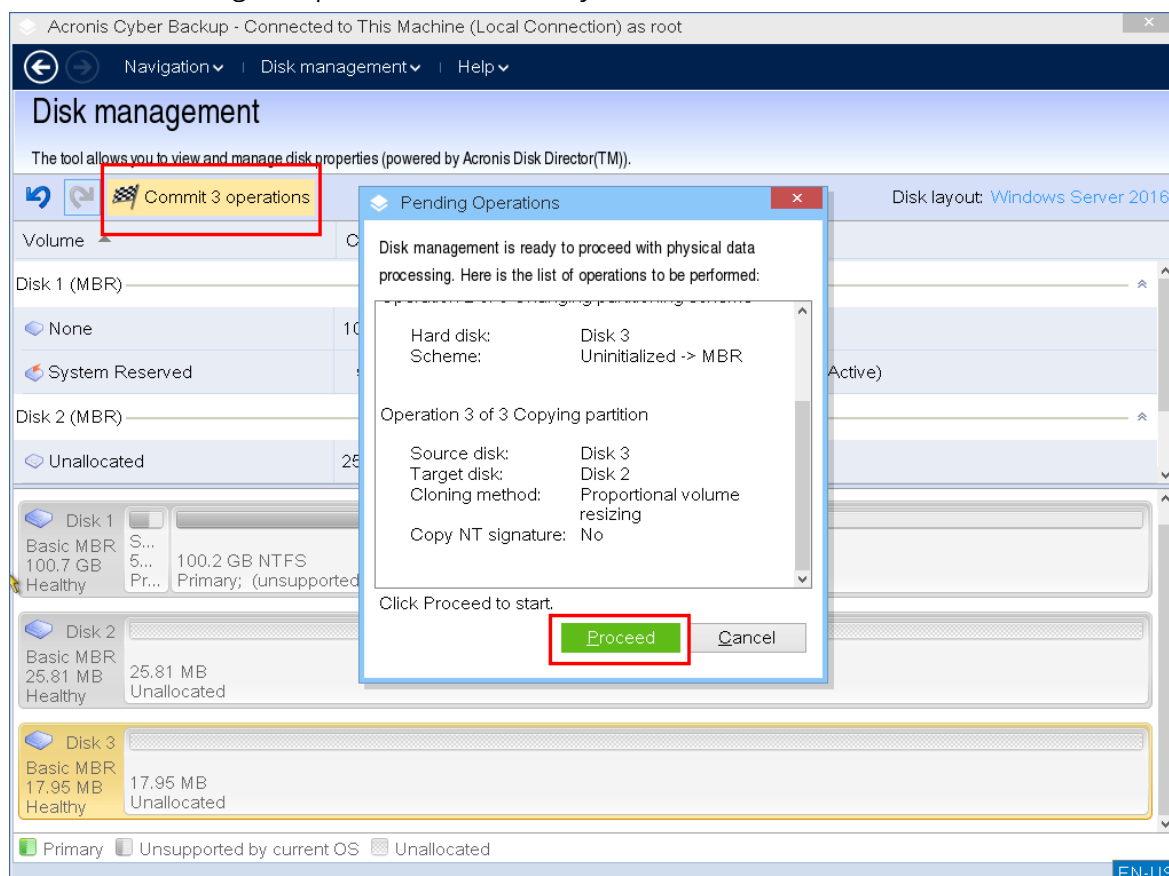 Acronis Cyber Backup - Connected to This Machine (Local Connection) as root
Navigation Disk management Help
Disk management
The tool allows you to view and manage disk properties (powered by Acronis Disk Director(TM)).
Commit 3 operations
Disk layout: Windows Server 2016
Volume
C
Disk 1 (MBR)
None
10
System Reserved
Active)
Disk 2 (MBR)
Unallocated
25
Pending Operations
Disk management is ready to proceed with physical data
processing. Here is the list of operations to be performed:
Hard disk: Disk 3
Scheme: Uninitialized -> MBR
Operation 3 of 3 Copying partition
Source disk: Disk 3
Target disk: Disk 2
Cloning method: Proportional volume
resizing
Copy NT signature: No
Click Proceed to start.
Proceed Cancel
Disk 1
Basic MBR
100.7 GB
Healthy
S...
5...
Pr...
100.2 GB NTFS
Primary; (unsupported
Disk 2
Basic MBR
25.81 MB
Healthy
25.81 MB
Unallocated
Disk 3
Basic MBR
17.95 MB
Healthy
17.95 MB
Unallocated
Primary Unsupported by current OS Unallocated
EN-US